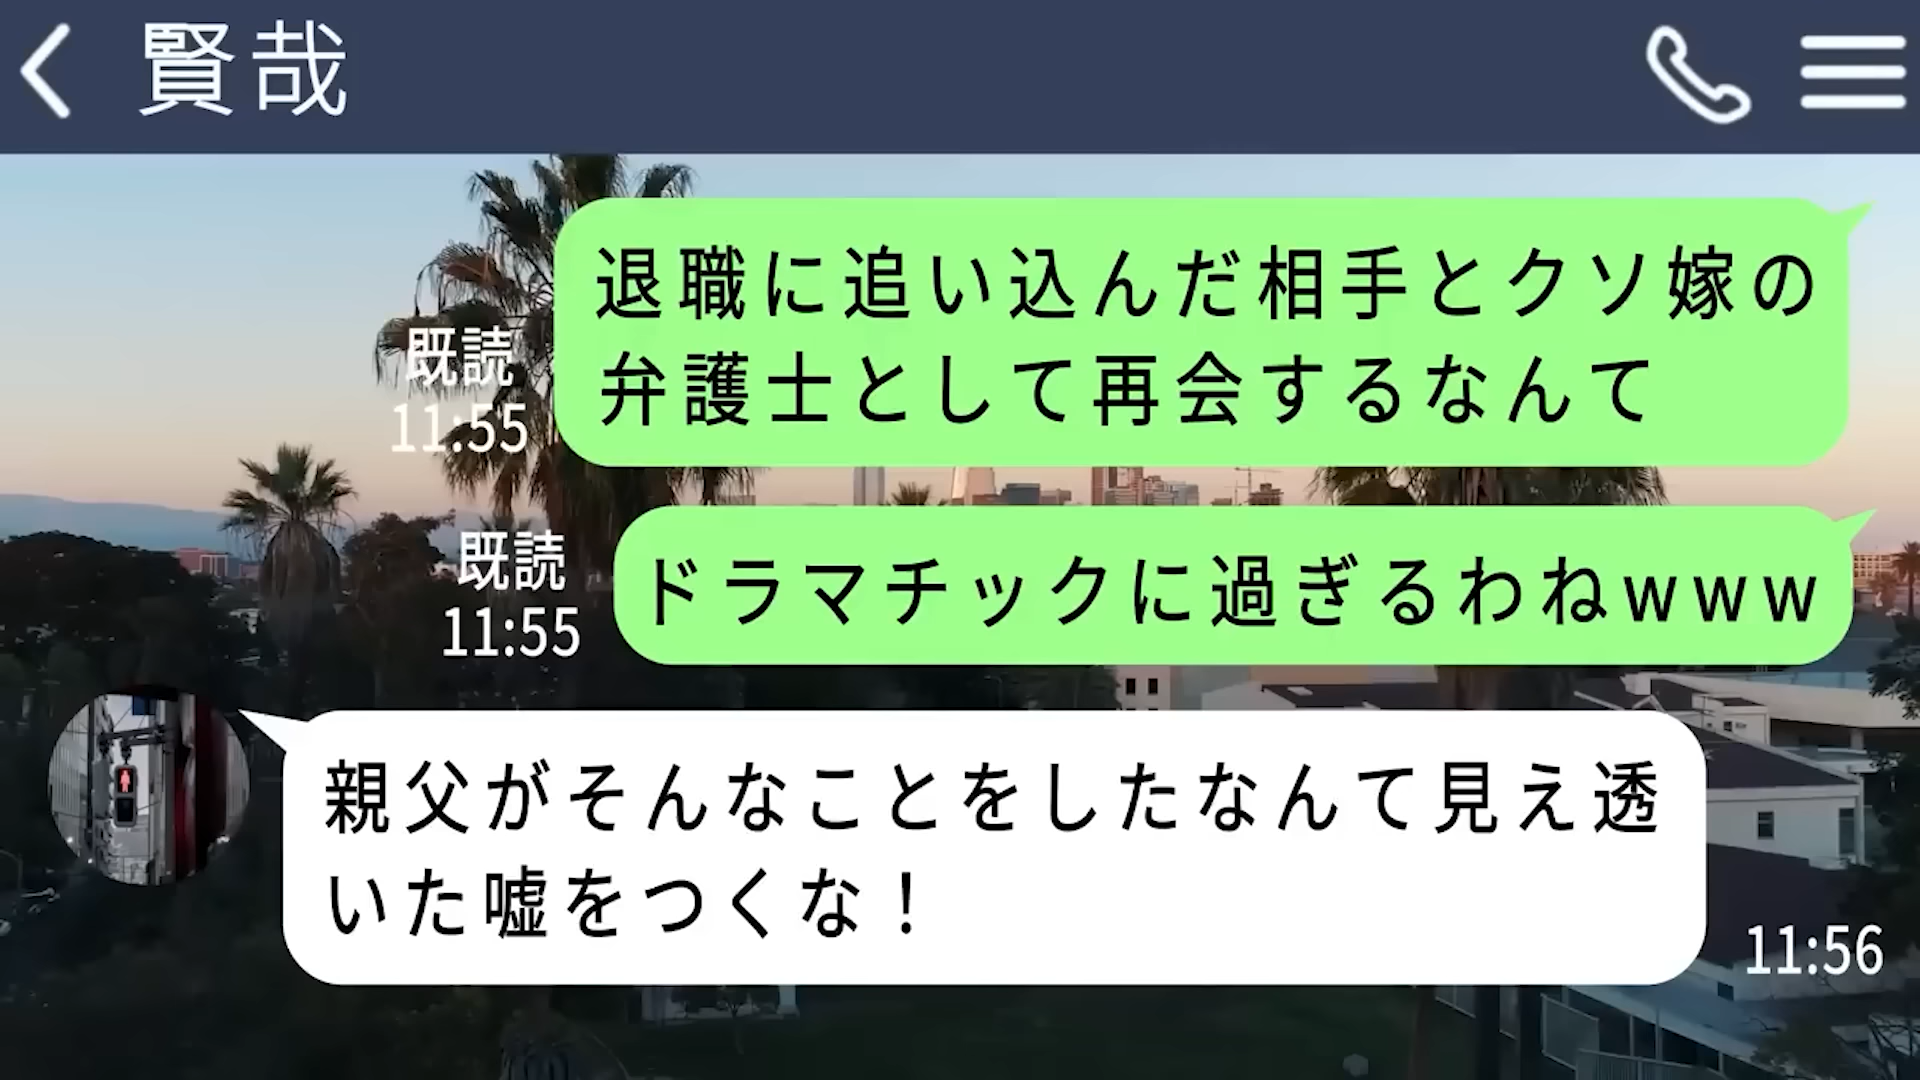 賢哉
退職に追い込んだ相手とクソ嫁の
弁護士として再会するなんて
既読
11:55
ドラマチックに過ぎるわねwww
既読
11:55
親父がそんなことをしたなんて見え透
いた嘘をつくな！
11:56